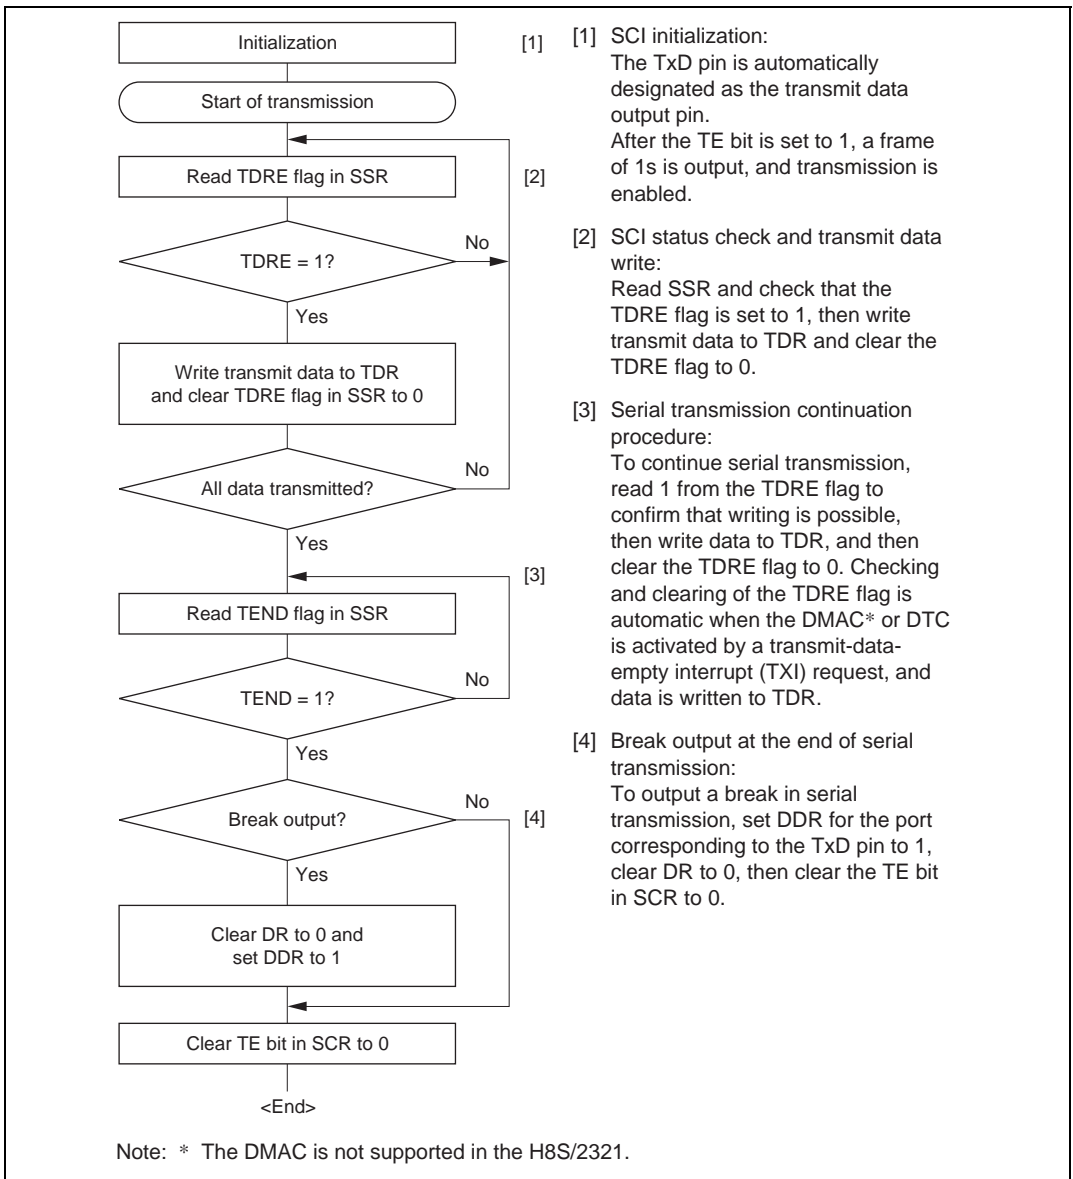 Initialization
[1]
Start of transmission
Read TDRE flag in SSR
[2]
TDRE = 1?
No
Yes
Write transmit data to TDR
and clear TDRE flag in SSR to 0
All data transmitted?
No
Yes
[3]
Read TEND flag in SSR
TEND = 1?
No
Yes
Break output?
No
[4]
Yes
Clear DR to 0 and
set DDR to 1
Clear TE bit in SCR to 0
<End>
[1] SCI initialization:
The TxD pin is automatically
designated as the transmit data
output pin.
After the TE bit is set to 1, a frame
of 1s is output, and transmission is
enabled.
[2] SCI status check and transmit data
write:
Read SSR and check that the
TDRE flag is set to 1, then write
transmit data to TDR and clear the
TDRE flag to 0.
[3] Serial transmission continuation
procedure:
To continue serial transmission,
read 1 from the TDRE flag to
confirm that writing is possible,
then write data to TDR, and then
clear the TDRE flag to 0. Checking
and clearing of the TDRE flag is
automatic when the DMAC* or DTC
is activated by a transmit-data-
empty interrupt (TXI) request, and
data is written to TDR.
[4] Break output at the end of serial
transmission:
To output a break in serial
transmission, set DDR for the port
corresponding to the TxD pin to 1,
clear DR to 0, then clear the TE bit
in SCR to 0.
Note: * The DMAC is not supported in the H8S/2321.